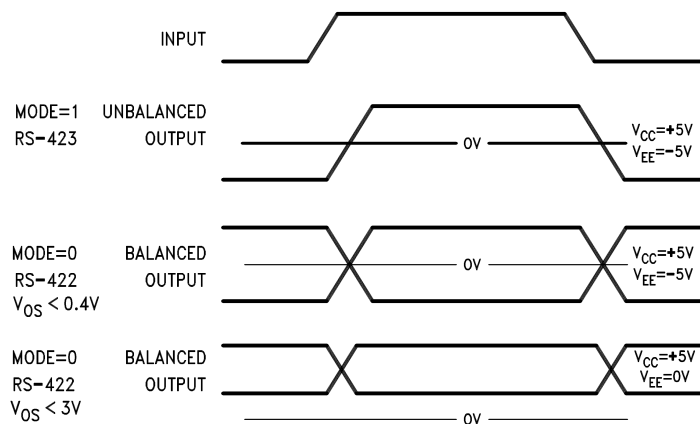 INPUT
MODE=1 UNBALANCED
RS-423 OUTPUT
0V
VCC=+5V
VEE=-5V
MODE=0 BALANCED
RS-422 OUTPUT
VOS < 0.4V
0V
VCC=+5V
VEE=-5V
MODE=0 BALANCED
RS-422 OUTPUT
VOS < 3V
VCC=+5V
VEE=0V
0V